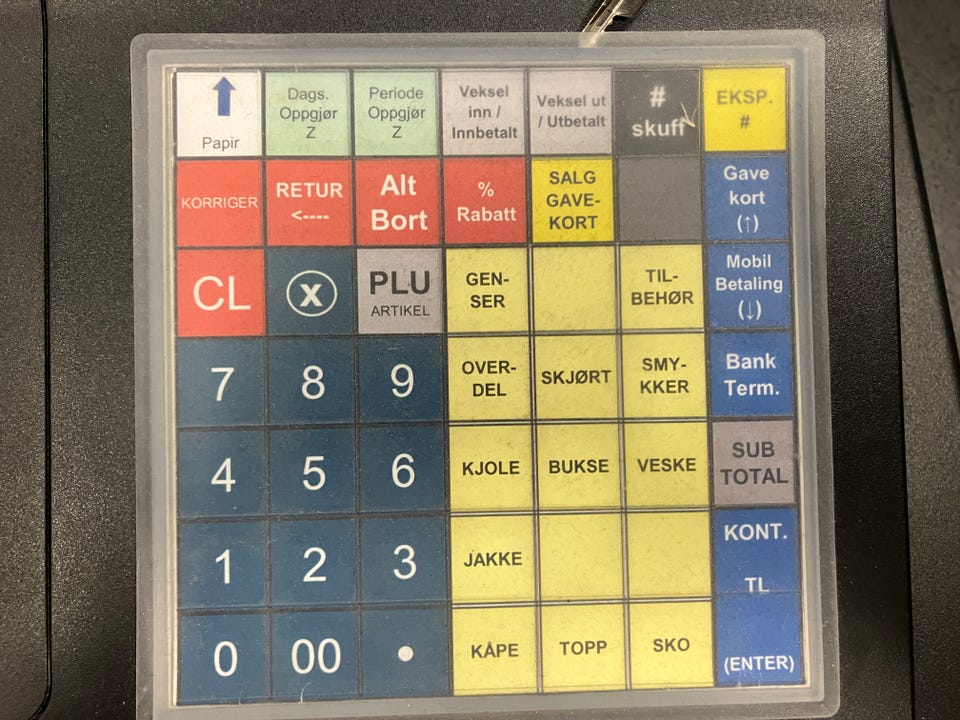 Papir
Dags.
Oppgjør
Z
Periode
Oppgjør
Z
Veksel
inn /
Innbetalt
Veksel ut
/ Utbetalt
#
skuff
EKSP.
#
KORRIGER
RETUR
<----
Alt
Bort
%
Rabatt
SALG
GAVE-
KORT
Gave
kort
(↑)
CL
X
PLU
ARTIKEL
GEN-
SER
TIL-
BEHØR
Mobil
Betaling
(↓)
7
8
9
OVER-
DEL
SKJØRT
SMY-
KKER
Bank
Term.
4
5
6
KJOLE
BUKSE
VESKE
SUB
TOTAL
1
2
3
JAKKE
KONT.
TL
0
00
•
KÅPE
TOPP
SKO
(ENTER)